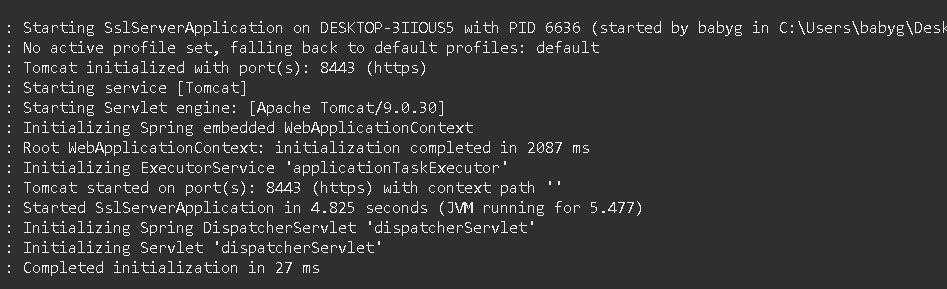 : Starting SslServerApplication on DESKTOP-3IIOUS5 with PID 6636 (started by babyg in C:\Users\babyg\Desk
: No active profile set, falling back to default profiles: default
: Tomcat initialized with port(s): 8443 (https)
: Starting service [Tomcat]
: Starting Servlet engine: [Apache Tomcat/9.0.30]
: Initializing Spring embedded WebApplicationContext
: Root WebApplicationContext: initialization completed in 2087 ms
: Initializing ExecutorService 'applicationTaskExecutor'
: Tomcat started on port(s): 8443 (https) with context path ''
: Started SslServerApplication in 4.825 seconds (JVM running for 5.477)
: Initializing Spring DispatcherServlet 'dispatcherServlet'
: Initializing Servlet 'dispatcherServlet'
: Completed initialization in 27 ms